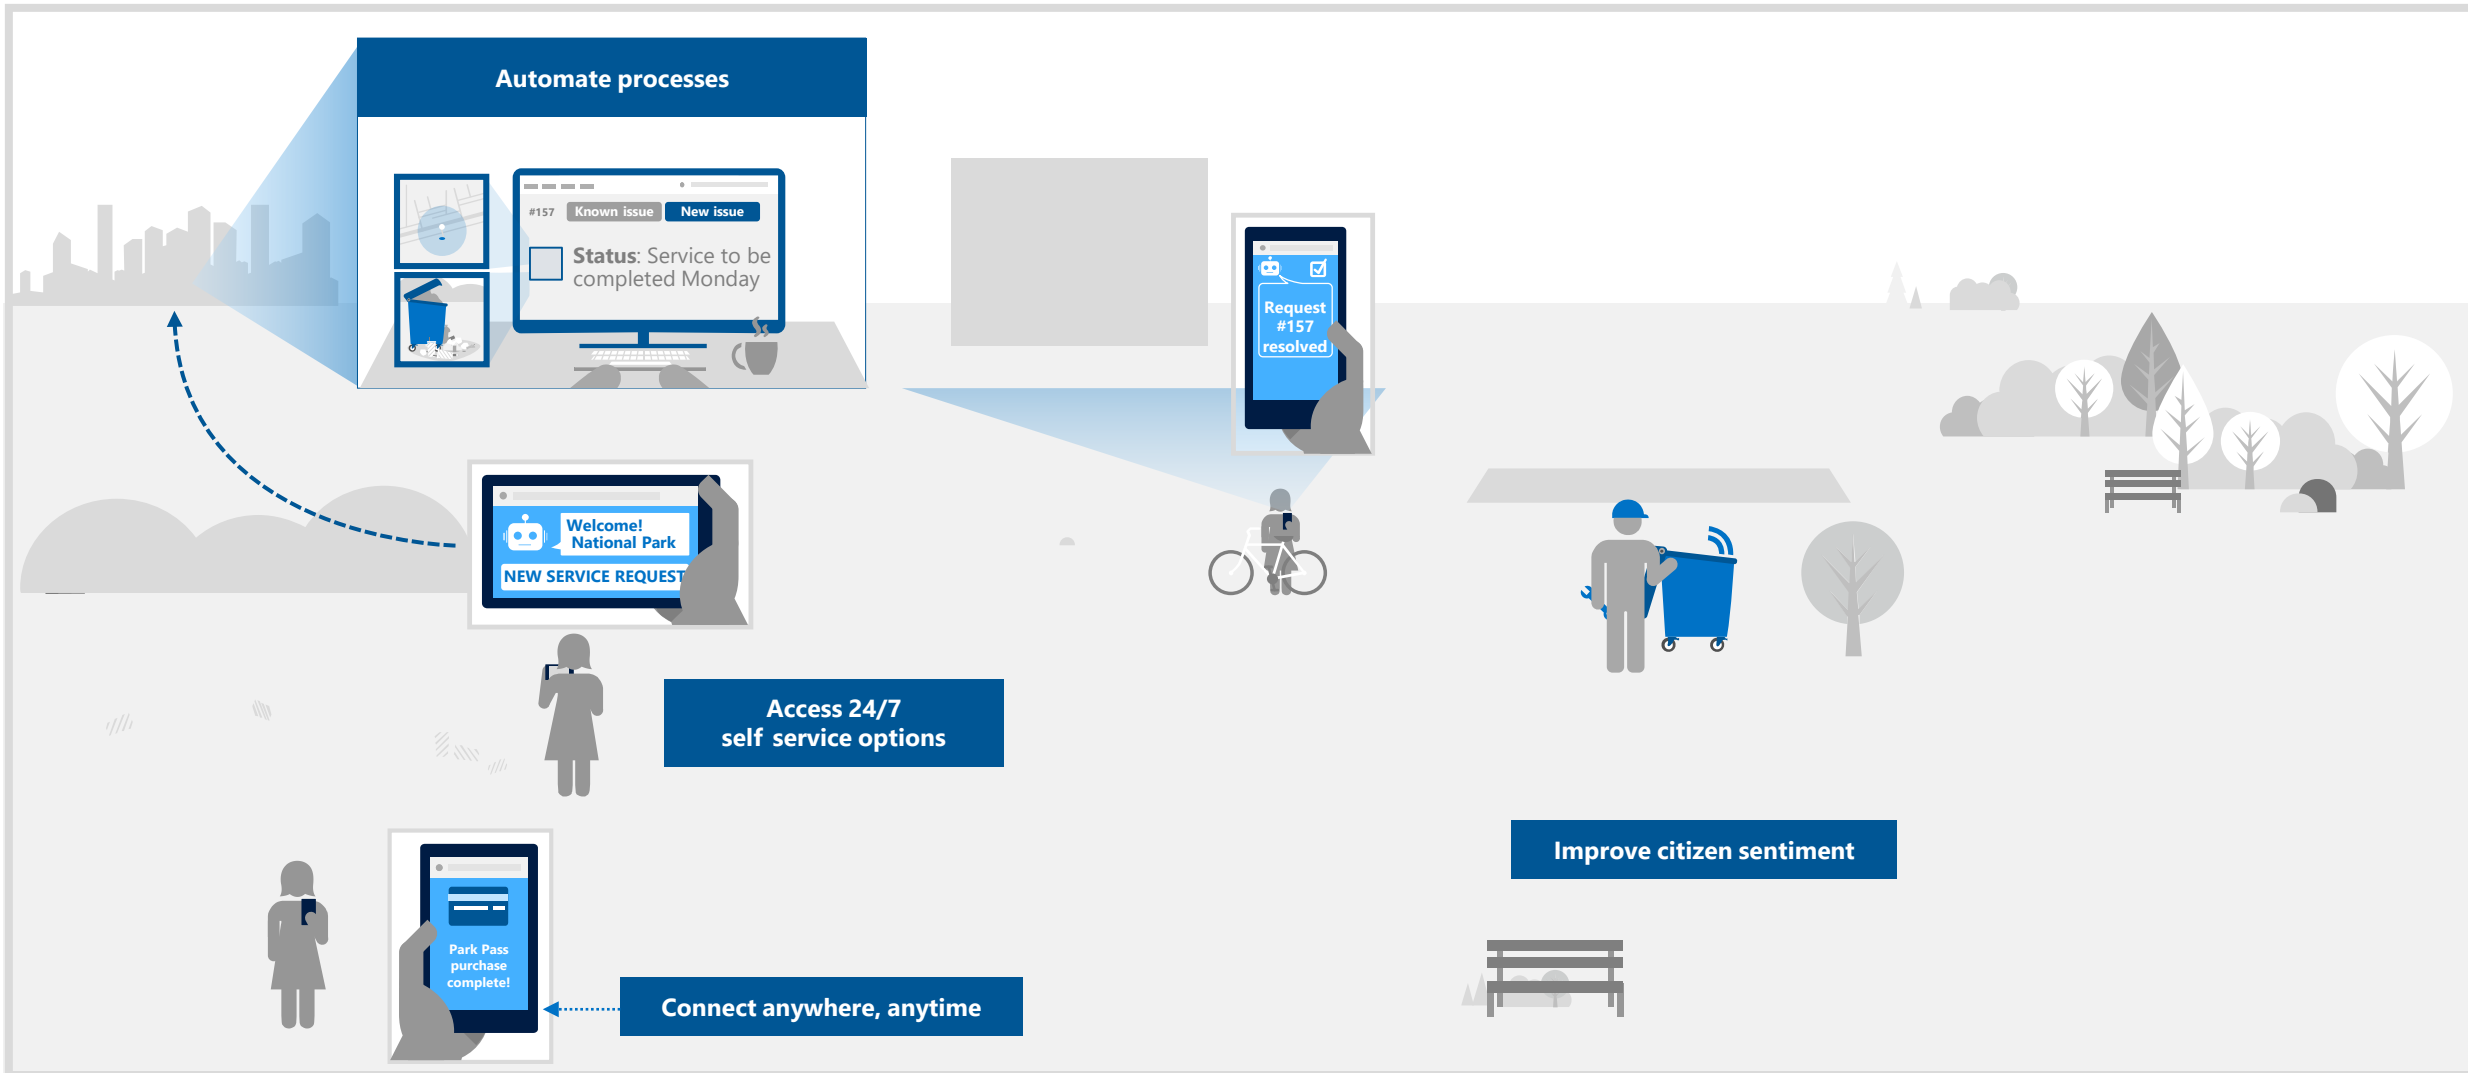 Automate processes
#157 Known issue New issue
Status: Service to be
completed Monday
Request
#157
resolved
Welcome!
National Park
NEW SERVICE REQUEST
Access 24/7
self service options
Improve citizen sentiment
Park Pass
purchase
complete!
Connect anywhere, anytime